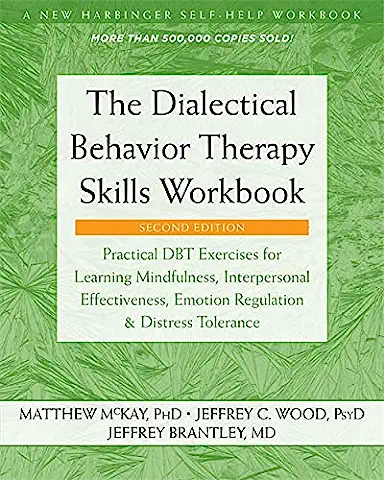 A NEW HARBINGER SELF-HELP WORKBOOK
MORE THAN 500,000 COPIES SOLD!
The Dialectical
Behavior Therapy
Skills Workbook
SECOND EDITION
Practical DBT Exercises for
Learning Mindfulness, Interpersonal
Effectiveness, Emotion Regulation
& Distress Tolerance
MATTHEW McKAY, PhD · JEFFREY C. WOOD, PsyD
JEFFREY BRANTLEY, MD